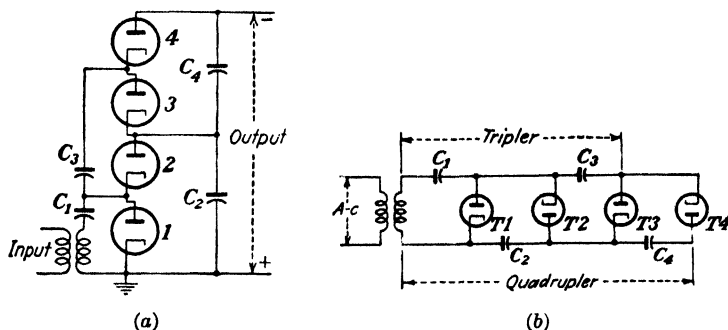 4
C4
3
Output
C3
2
C1
C2
1
Input
−
+
(a)
Tripler
C1
C3
A-c
T1
T2
T3
T4
C2
C4
Quadrupler
(b)